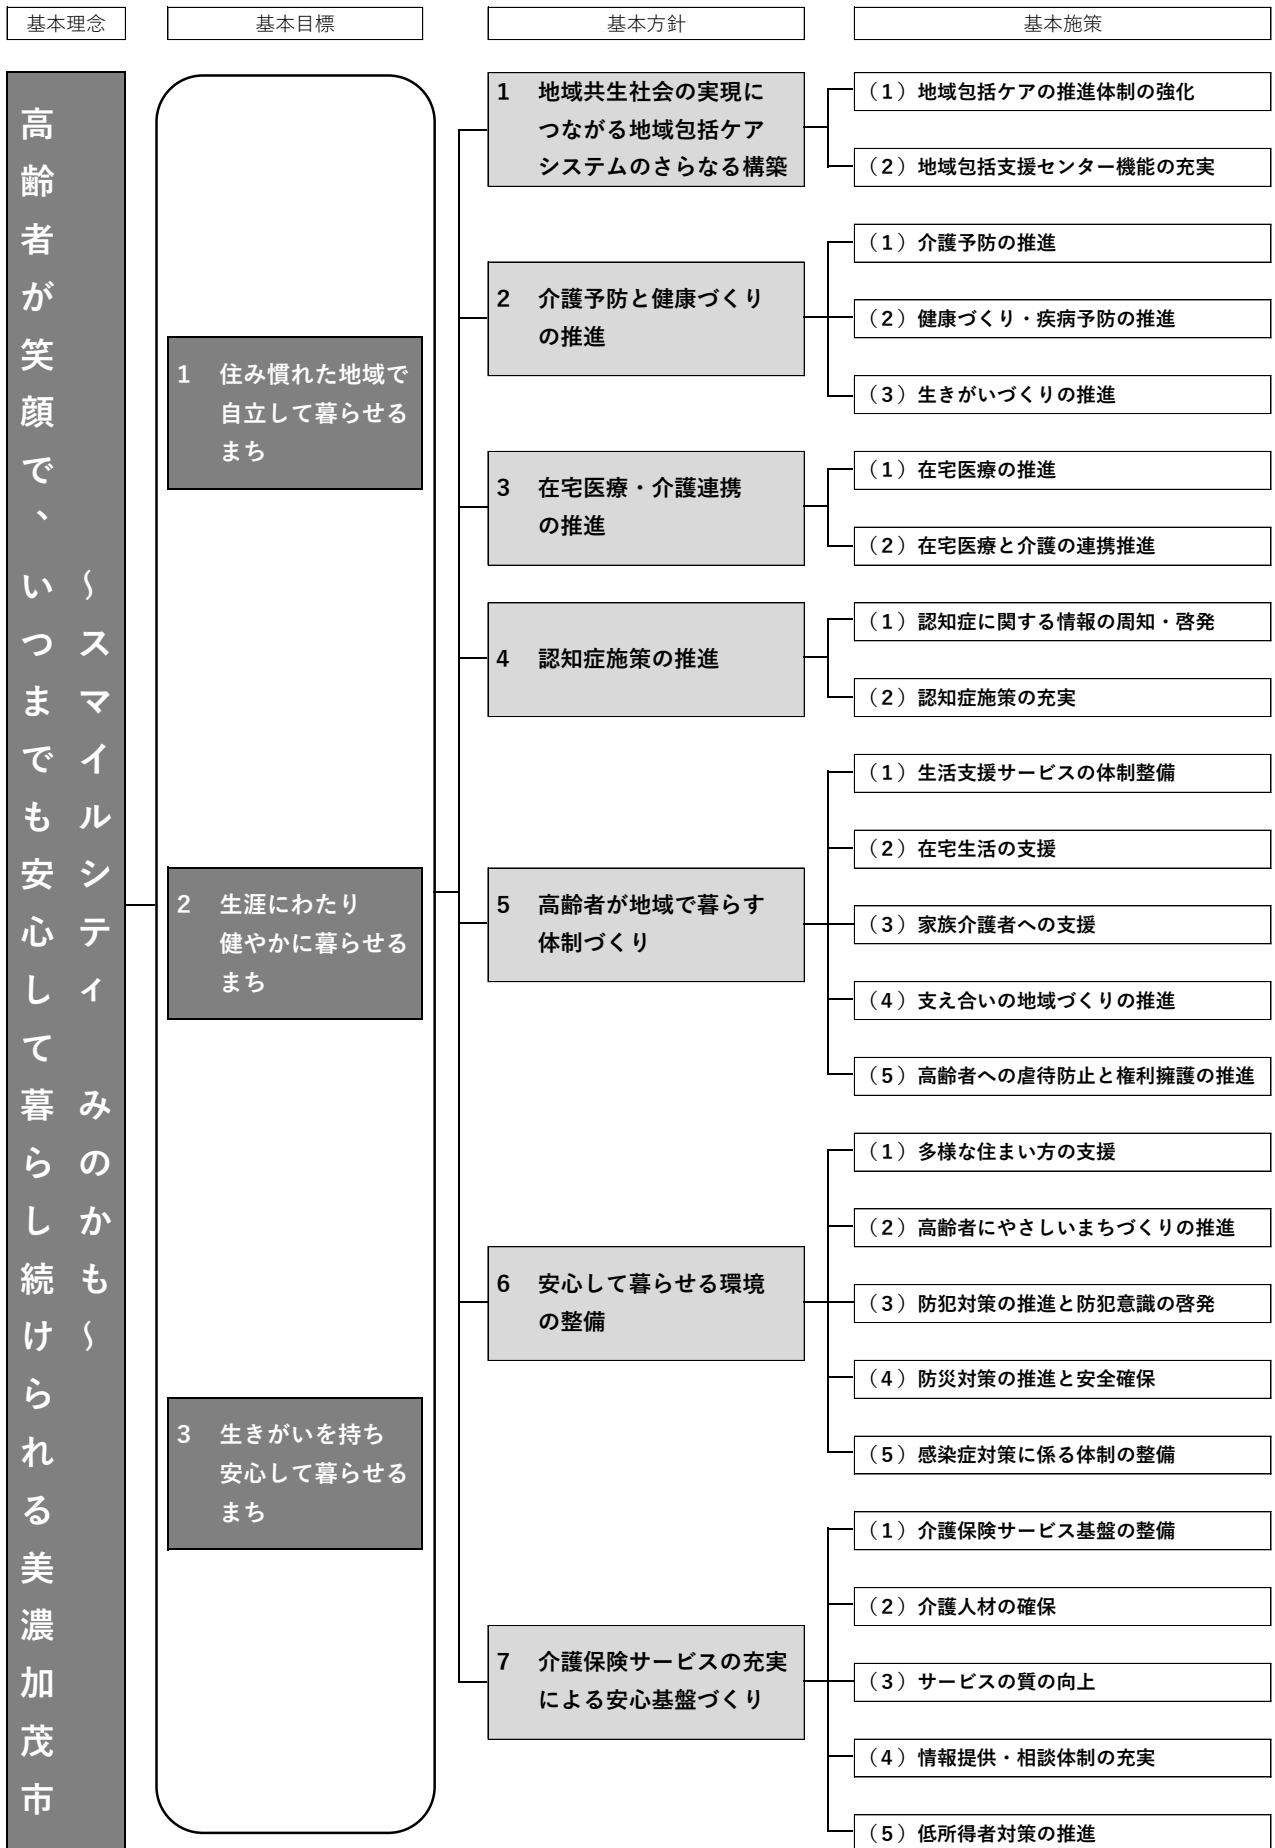 基本理念
基本目標
基本方針
基本施策
高齢者が笑顔で、いつまでも安心して暮らし続けられる美濃加茂市
～スマイルシティ　みのかも～
1　住み慣れた地域で
自立して暮らせる
まち
2　生涯にわたり
健やかに暮らせる
まち
3　生きがいを持ち
安心して暮らせる
まち
1　地域共生社会の実現に
つながる地域包括ケア
システムのさらなる構築
（1）地域包括ケアの推進体制の強化
（2）地域包括支援センター機能の充実
2　介護予防と健康づくり
の推進
（1）介護予防の推進
（2）健康づくり・疾病予防の推進
（3）生きがいづくりの推進
3　在宅医療・介護連携
の推進
（1）在宅医療の推進
（2）在宅医療と介護の連携推進
4　認知症施策の推進
（1）認知症に関する情報の周知・啓発
（2）認知症施策の充実
5　高齢者が地域で暮らす
体制づくり
（1）生活支援サービスの体制整備
（2）在宅生活の支援
（3）家族介護者への支援
（4）支え合いの地域づくりの推進
（5）高齢者への虐待防止と権利擁護の推進
6　安心して暮らせる環境
の整備
（1）多様な住まい方の支援
（2）高齢者にやさしいまちづくりの推進
（3）防犯対策の推進と防犯意識の啓発
（4）防災対策の推進と安全確保
（5）感染症対策に係る体制の整備
7　介護保険サービスの充実
による安心基盤づくり
（1）介護保険サービス基盤の整備
（2）介護人材の確保
（3）サービスの質の向上
（4）情報提供・相談体制の充実
（5）低所得者対策の推進